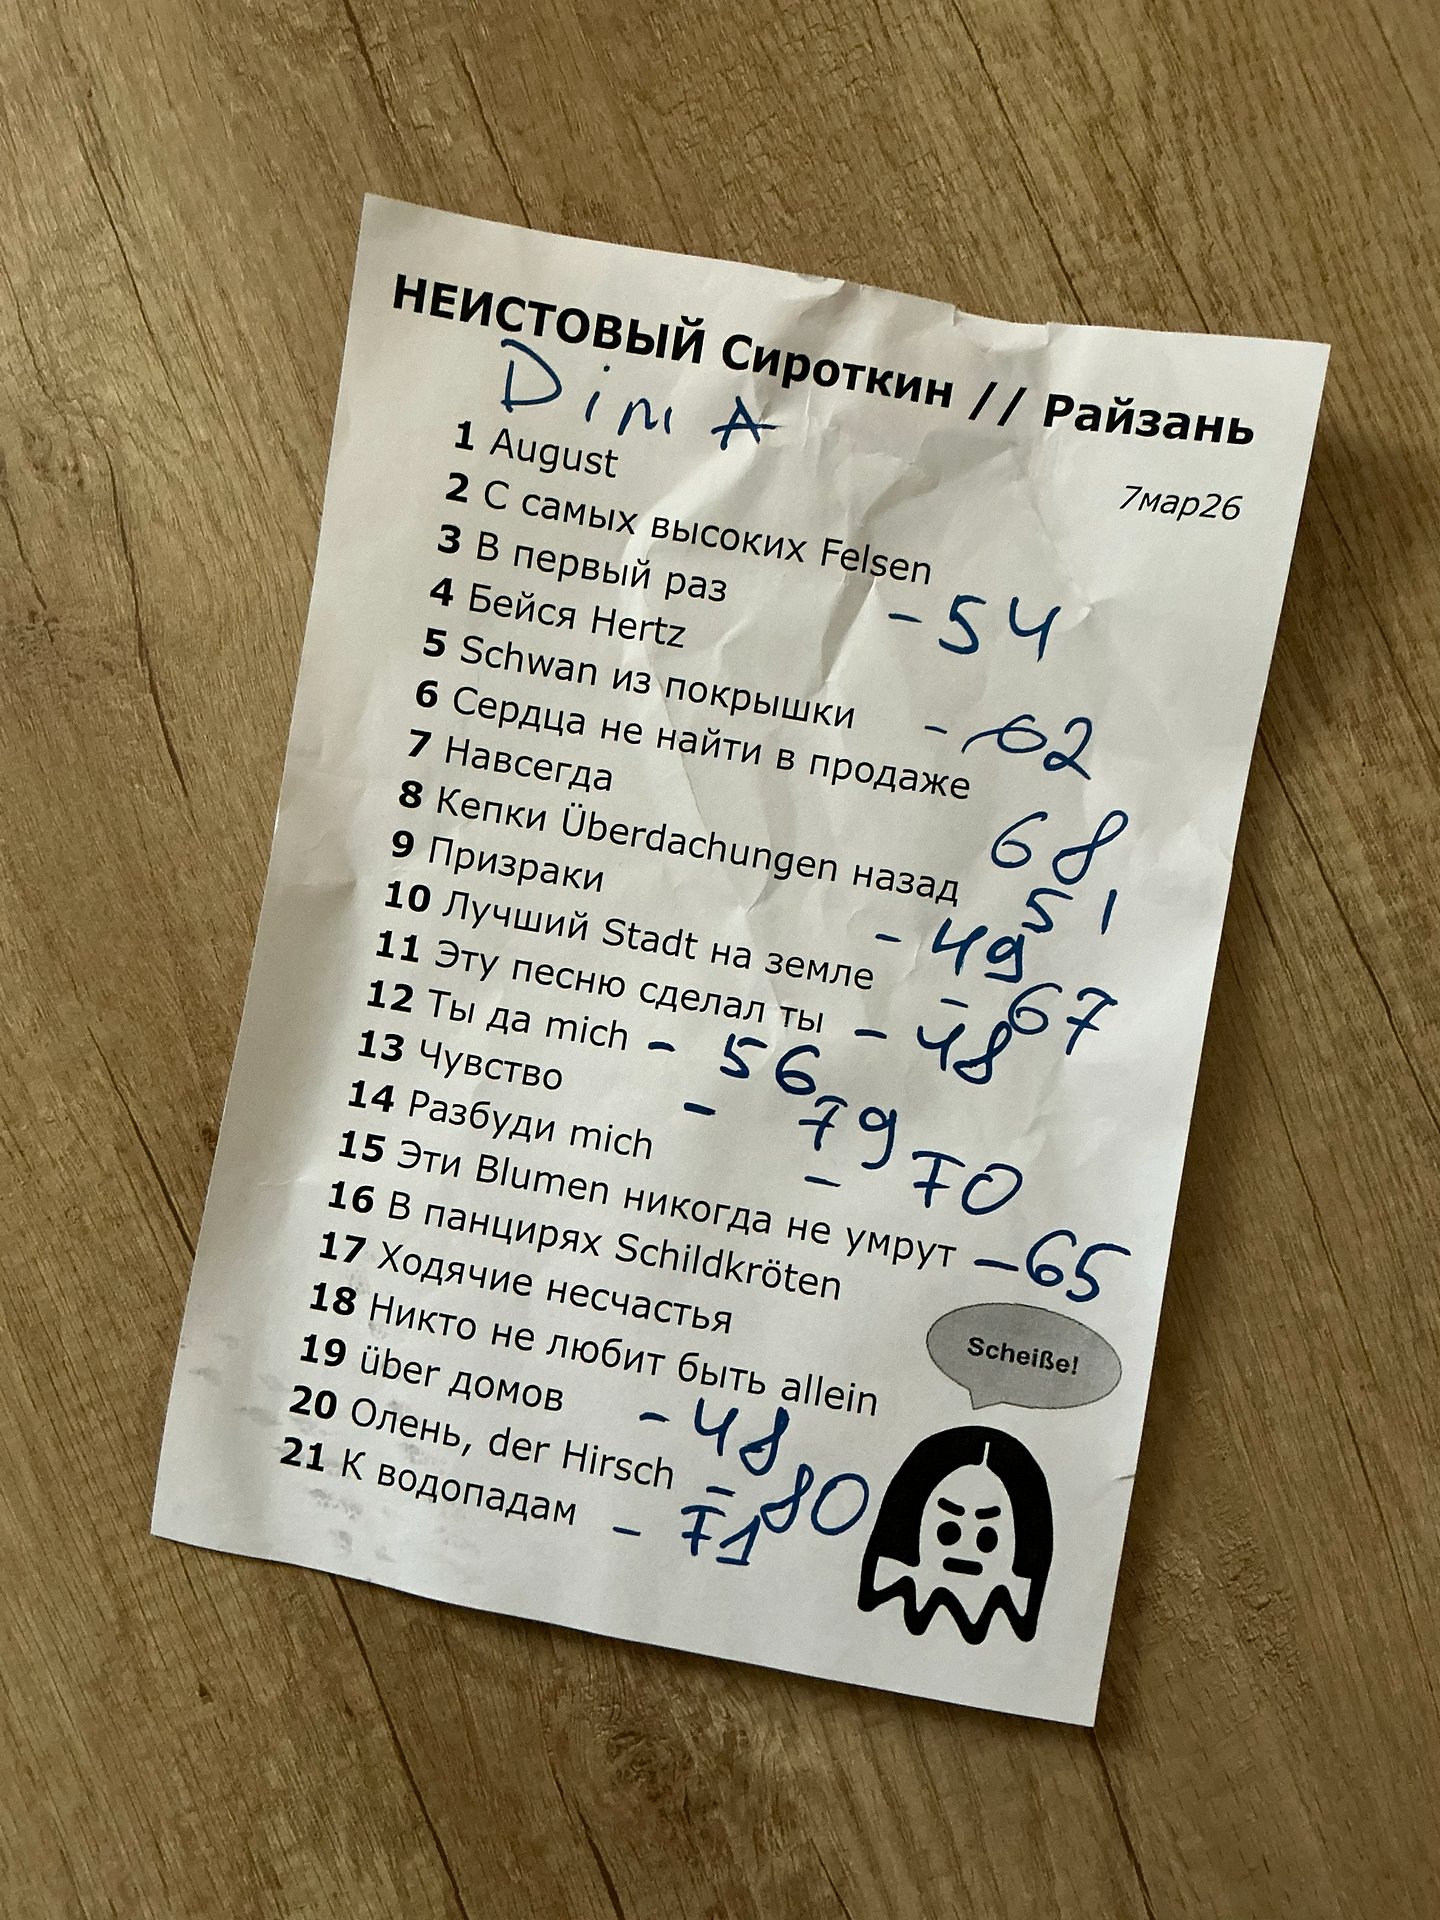 НЕИСТОВЫЙ Сироткин // Райзань
DimA
7мар26
1 August
2 С самых высоких Felsen
3 В первый раз - 54
4 Бейся Hertz
5 Schwan из покрышки - 62
6 Сердца не найти в продаже
7 Навсегда 68
8 Кепки Überdachungen назад 51
9 Призраки - 49
10 Лучший Stadt на земле - 67
11 Эту песню сделал ты - 48
12 Ты да mich - 56
13 Чувство - 79
14 Разбуди mich - 70
15 Эти Blumen никогда не умрут - 65
16 В панцирях Schildkröten
17 Ходячие несчастья
18 Никто не любит быть allein
19 über домов - 48
20 Олень, der Hirsch - 80
21 К водопадам - 71
Scheiße!